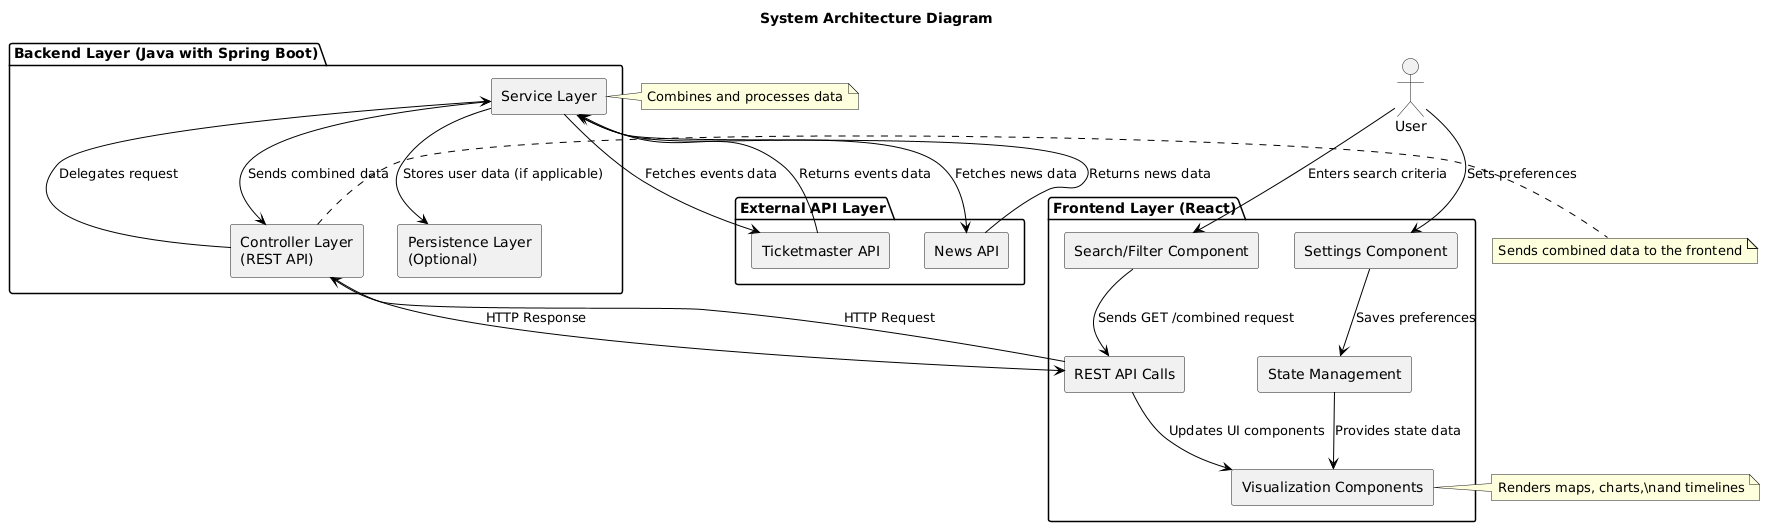 System Architecture Diagram
Backend Layer (Java with Spring Boot)
Service Layer
Combines and processes data
User
Delegates request
Sends combined data
Stores user data (if applicable)
Fetches events data
Returns events data
Fetches news data
Returns news data
Enters search criteria
Sets preferences
External API Layer
Frontend Layer (React)
Controller Layer
(REST API)
Persistence Layer
(Optional)
Ticketmaster API
News API
Search/Filter Component
Settings Component
Sends combined data to the frontend
HTTP Response
HTTP Request
Sends GET /combined request
Saves preferences
REST API Calls
State Management
Updates UI components
Provides state data
Visualization Components
Renders maps, charts,\nand timelines